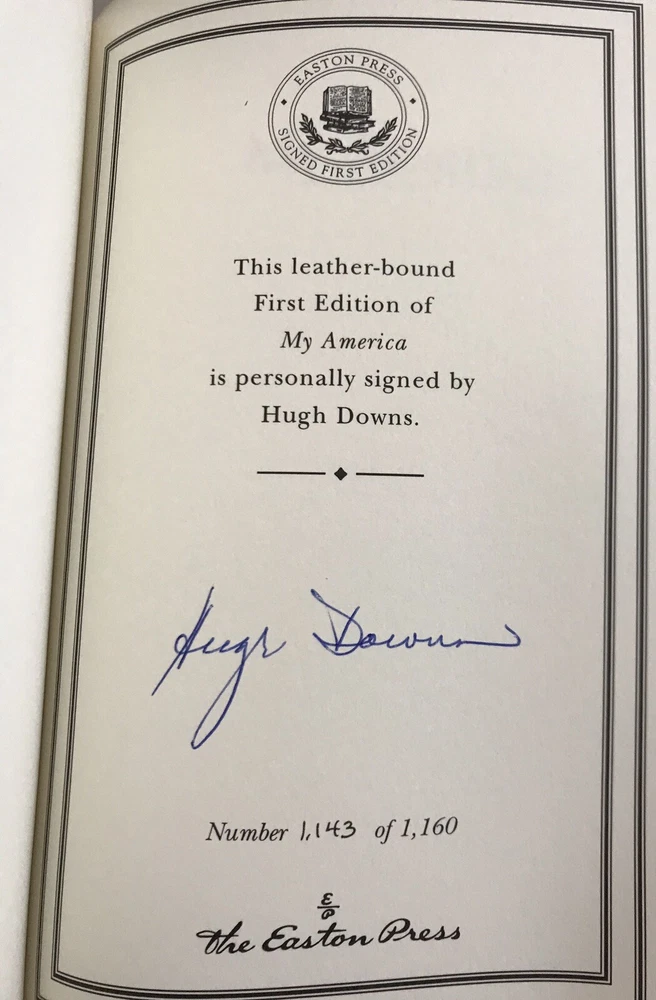 EASTON PRESS
SIGNED FIRST EDITION
This leather-bound
First Edition of
My America
is personally signed by
Hugh Downs.
Hugh Downs
Number 1,143 of 1,160
E
P
the Easton Press